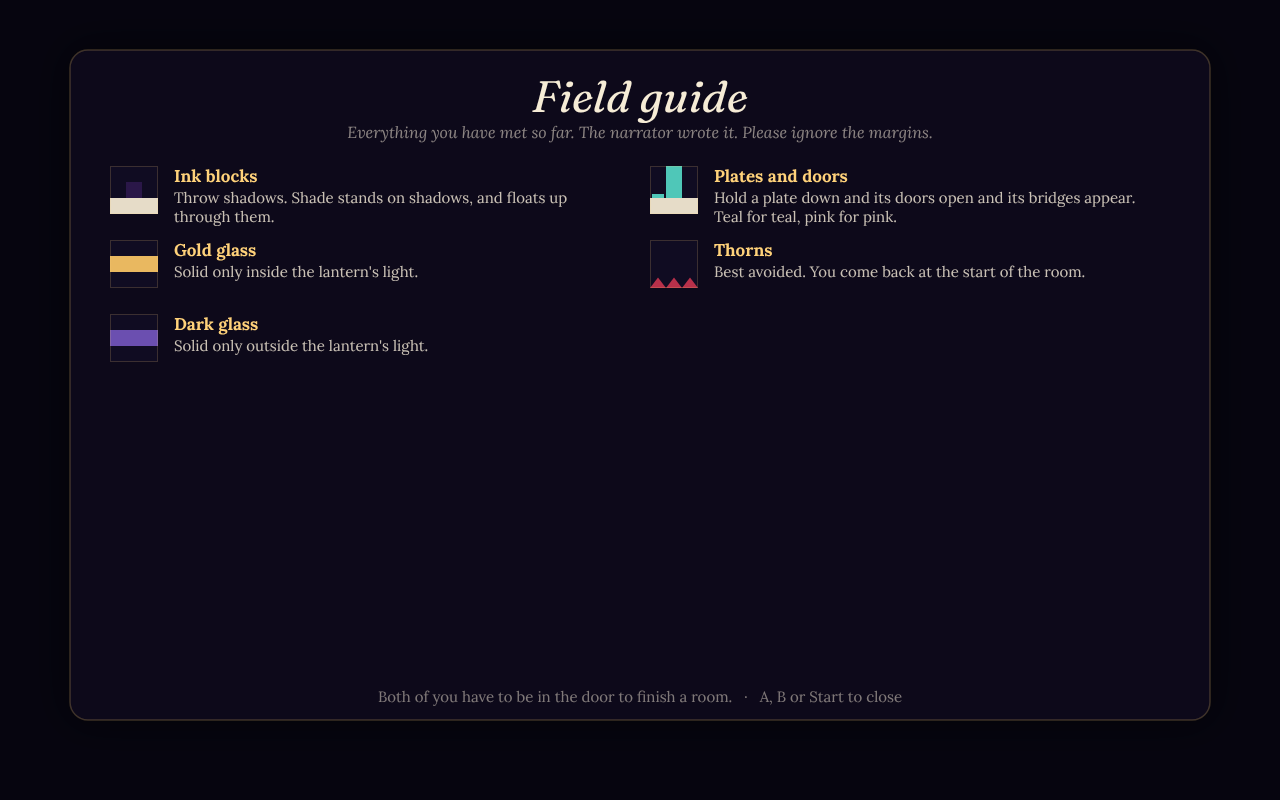 Field guide
Everything you have met so far. The narrator wrote it. Please ignore the margins.
Ink blocks
Throw shadows. Shade stands on shadows, and floats up
through them.
Gold glass
Solid only inside the lantern's light.
Dark glass
Solid only outside the lantern's light.
Plates and doors
Hold a plate down and its doors open and its bridges appear.
Teal for teal, pink for pink.
Thorns
Best avoided. You come back at the start of the room.
Both of you have to be in the door to finish a room. · A, B or Start to close